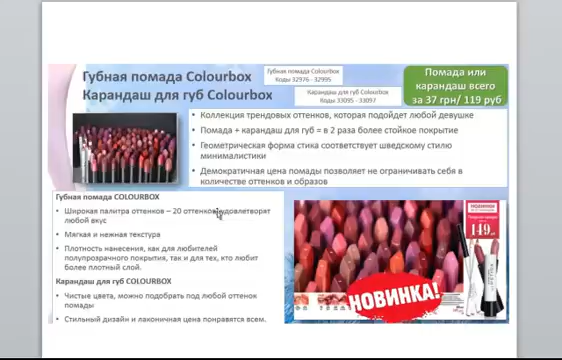 Губная помада Colourbox
Карандаш для губ Colourbox
Губная помада Colourbox
Коды 32976 - 32995
Карандаш для губ Colourbox
Коды 33095 - 33097
Помада или
карандаш всего
за 37 грн/ 119 руб
• Коллекция трендовых оттенков, которая подойдет любой девушке
• Помада + карандаш для губ = в 2 раза более стойкое покрытие
• Геометрическая форма стика соответствует шведскому стилю
минималистики
• Демократичная цена помады позволяет не ограничивать себя в
количестве оттенков и образов
Губная помада COLOURBOX
• Широкая палитра оттенков – 20 оттенков удовлетворят
любой вкус
• Мягкая и нежная текстура
• Плотность нанесения, как для любителей
полупрозрачного покрытия, так и для тех, кто любит
более плотный слой.
Карандаш для губ COLOURBOX
• Чистые цвета, можно подобрать под любой оттенок
помады
• Стильный дизайн и лаконичная цена понравятся всем.
НОВИНКА
149
НОВИНКА!